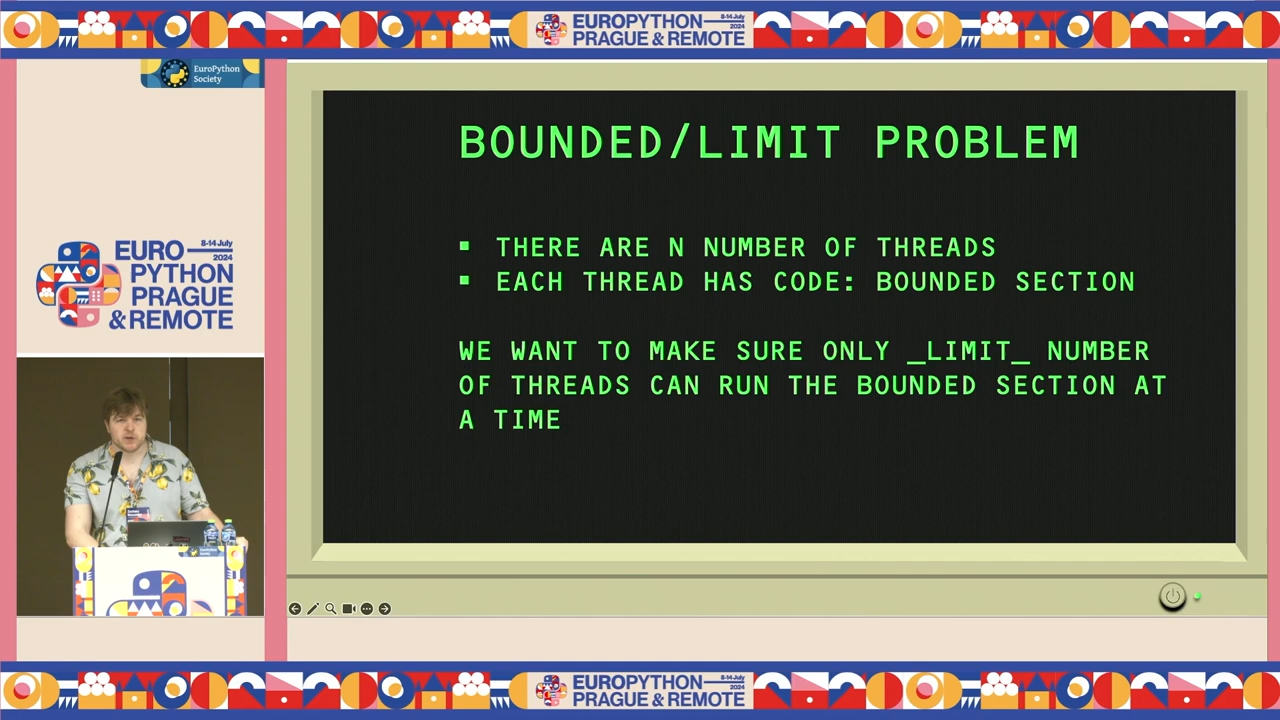 EUROPYTHON 8-14 July 2024
PRAGUE & REMOTE
EuroPython
Society
BOUNDED/LIMIT PROBLEM
▪ THERE ARE N NUMBER OF THREADS
▪ EACH THREAD HAS CODE: BOUNDED SECTION
WE WANT TO MAKE SURE ONLY _LIMIT_ NUMBER
OF THREADS CAN RUN THE BOUNDED SECTION AT
A TIME
EURO 8-14 July 2024
PYTHON
PRAGUE
& REMOTE
EUROPYTHON 8-14 July 2024
PRAGUE & REMOTE